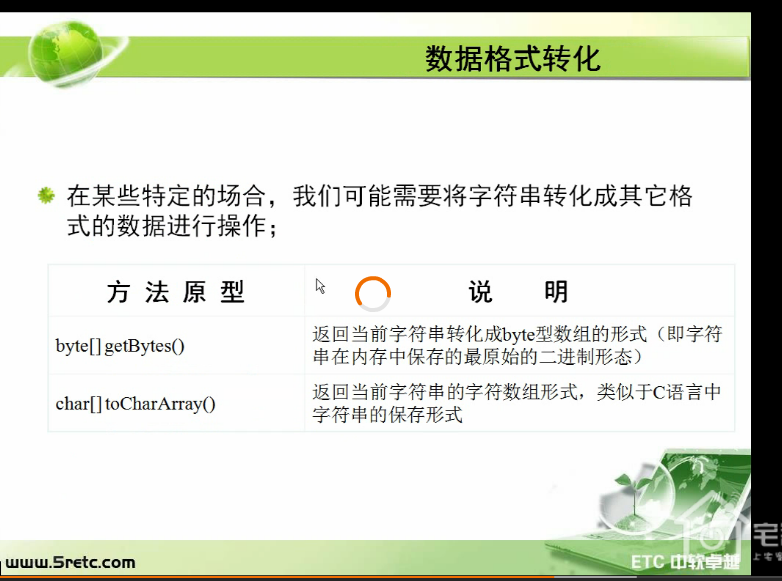 数据格式转化
在某些特定的场合，我们可能需要将字符串转化成其它格
式的数据进行操作；
方 法 原 型 说 明
byte[] getBytes()
返回当前字符串转化成byte型数组的形式（即字符
串在内存中保存的最原始的二进制形态）
char[] toCharArray()
返回当前字符串的字符数组形式，类似于C语言中
字符串的保存形式
www.5retc.com
ETC 中软卓越
宅